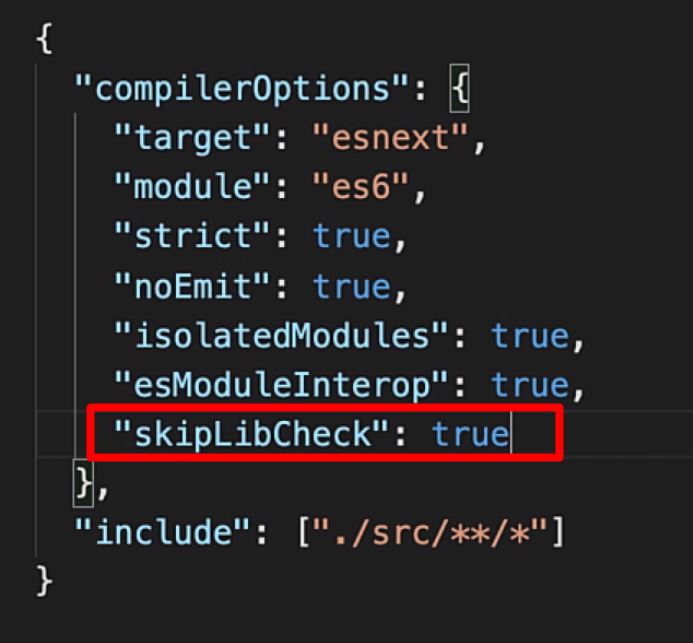 {
"compilerOptions": {
"target": "esnext",
"module": "es6",
"strict": true,
"noEmit": true,
"isolatedModules": true,
"esModuleInterop": true,
"skipLibCheck": true
},
"include": ["./src/**/*"]
}